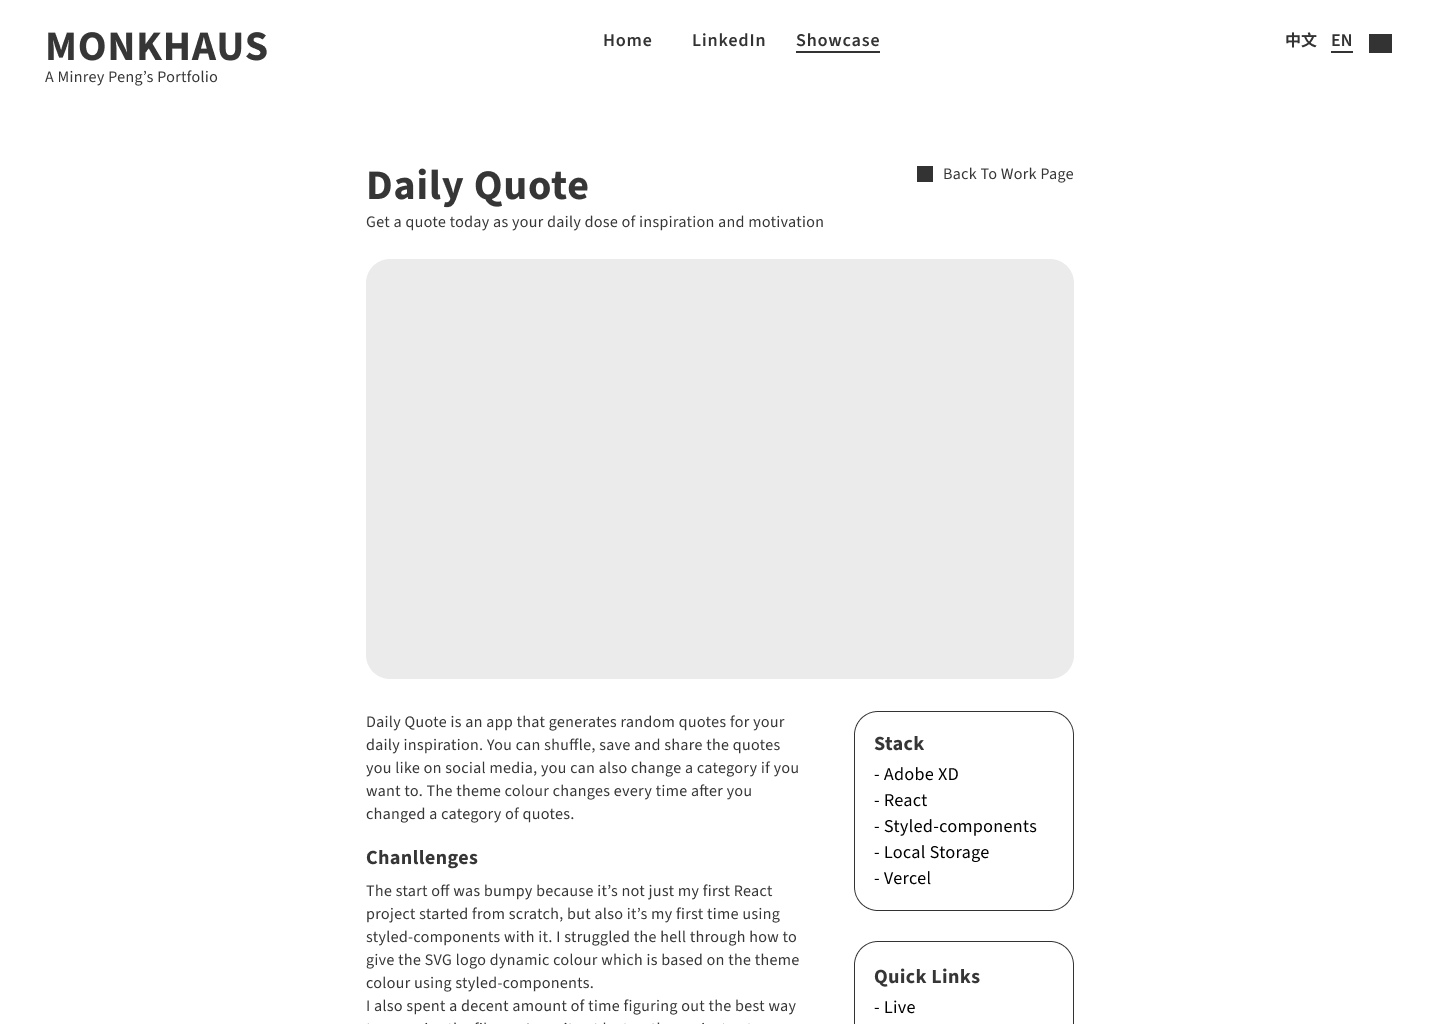 MONKHAUS
A Minrey Peng’s Portfolio
Home LinkedIn Showcase
中文 EN
Daily Quote
Back To Work Page
Get a quote today as your daily dose of inspiration and motivation
Daily Quote is an app that generates random quotes for your
daily inspiration. You can shuffle, save and share the quotes
you like on social media, you can also change a category if you
want to. The theme colour changes every time after you
changed a category of quotes.
Chanllenges
The start off was bumpy because it’s not just my first React
project started from scratch, but also it’s my first time using
styled-components with it. I struggled the hell through how to
give the SVG logo dynamic colour which is based on the theme
colour using styled-components.
I also spent a decent amount of time figuring out the best way
Stack
- Adobe XD
- React
- Styled-components
- Local Storage
- Vercel
Quick Links
- Live